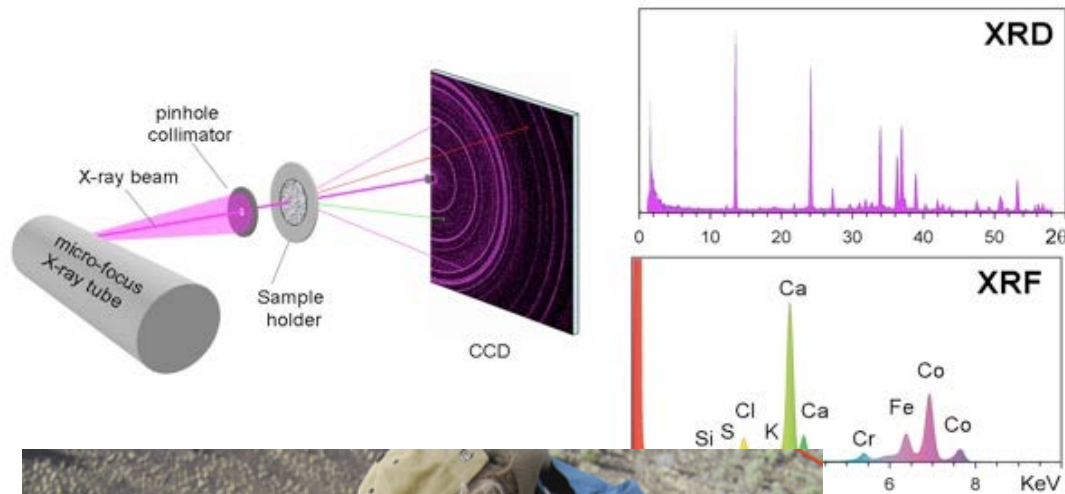 pinhole
collimator
X-ray beam
micro-focus
X-ray tube
Sample
holder
CCD
XRD
0 10 20 30 40 50 2θ
XRF
Ca
Co
Cl
Ca
Fe
Si S K Cr Co
6 8 KeV